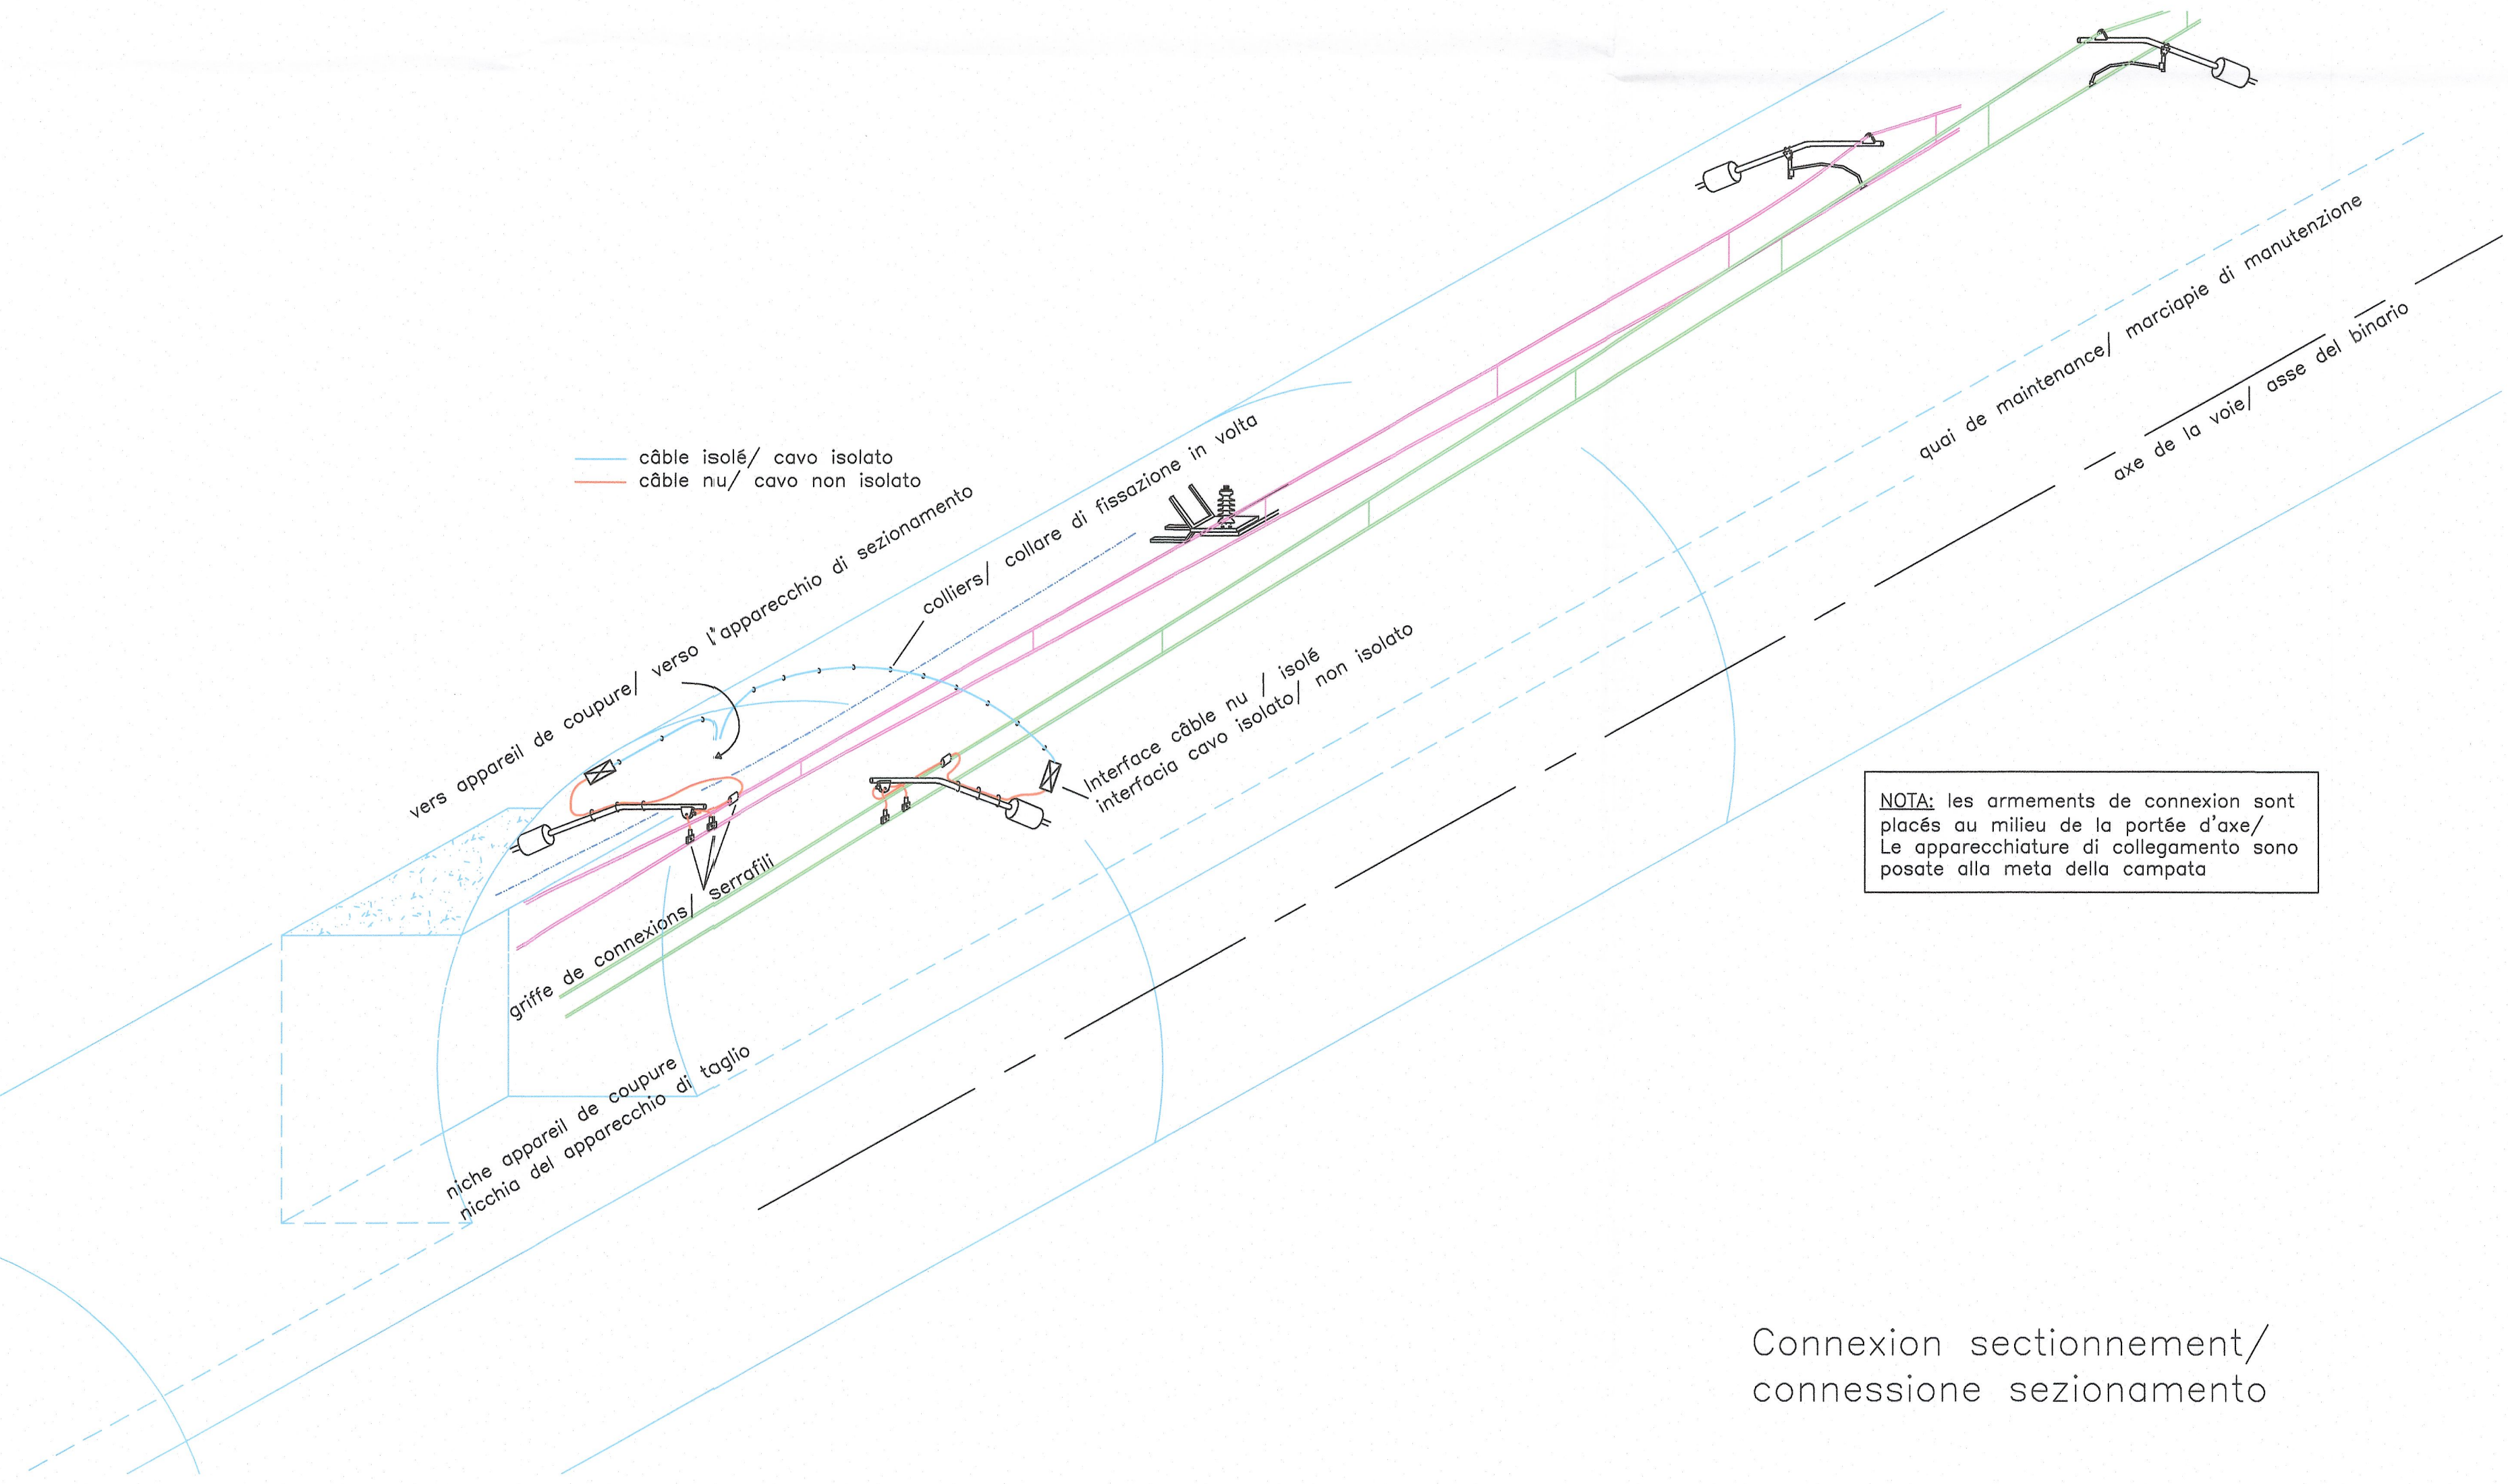 câble isolé/ cavo isolato
câble nu/ cavo non isolato
vers appareil de coupure/ verso l'apparecchio di sezionamento
colliers/ collare di fissazione in volta
quai de maintenance/ marciapie di manutenzione
axe de la voie/ asse del binario
Interface câble nu / isolé
interfacia cavo isolato/ non isolato
griffe de connexions/ serrafili
niche appareil de coupure
nicchia del apparecchio di taglio
NOTA: les armements de connexion sont
placés au milieu de la portée d'axe/
Le apparecchiature di collegamento sono
posate alla meta della campata
Connexion sectionnement/
connessione sezionamento